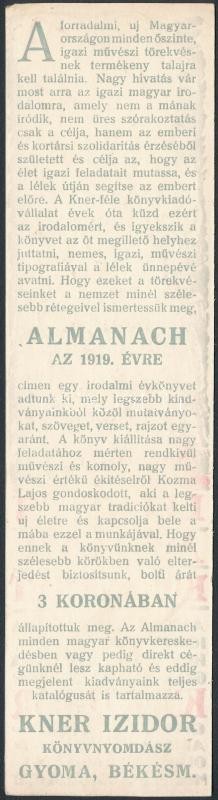 A forradalmi, uj Magyar-
országon minden őszinte,
igazi művészi törekvés-
nek termékeny talajra
kell találnia. Nagy hivatás vár
most arra az igazi magyar iro-
dalomra, amely nem a mának
íródik, nem üres szórakoztatás
csak a célja, hanem az emberi
és kortársi szolidaritás érzéséből
született és célja az, hogy az
élet igazi feladatait mutassa, és
a lélek útján segitse az embert
előre. A Kner-féle könyvkiadó-
vállalat évek óta küzd ezért
az irodalomért, és igyekszik a
könyvet az őt megillető helyhez
juttatni, nemes, igazi, művészi
tipografiával a lélek ünnepévé
avatni. Hogy ezeket a törekvé-
seinket a nemzet minél széle-
sebb rétegeivel ismertessük meg,
ALMANACH
AZ 1919. ÉVRE
cimen egy irodalmi évkönyvet
adtunk ki, mely legszebb kiad-
ványainkból közöl mutatványo-
kat, szöveget, verset, rajzot egy-
aránt. A könyv kiállitása nagy
feladatához mérten rendkivül
művészi és komoly, nagy mű-
vészi értékü ékitéseiről Kozma
Lajos gondoskodott, aki a leg-
szebb magyar tradiciókat kelti
uj életre és kapcsolja bele a
mába ezzel a munkájával. Hogy
ennek a könyvünknek minél
szélesebb körökben való elter-
jedést biztosítsunk, bolti árát
3 KORONÁBAN
állapítottuk meg. Az Almanach
minden magyar könyvkereske-
désben vagy pedig direkt cé-
günknél lesz kapható és eddig
megjelent kiadványaink teljes
katalógusát is tartalmazza.
KNER IZIDOR
KÖNYVNYOMDÁSZ
GYOMA, BÉKÉSM.